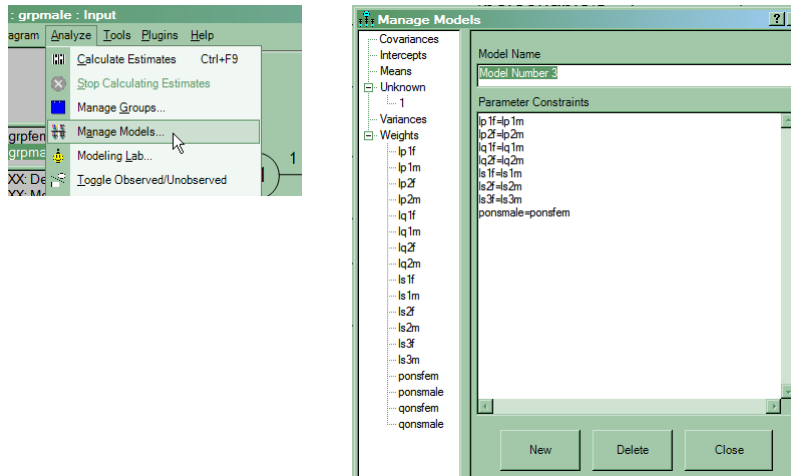 : grpmale : Input
agram Analyze Tools Plugins Help
Calculate Estimates Ctrl+F9
Stop Calculating Estimates
Manage Groups...
Manage Models...
Modeling Lab...
Toggle Observed/Unobserved
grpfen
grpma
XX: De
XX: Mo
1
Manage Models
Covariances
Intercepts
Means
Unknown
1
Variances
Weights
lp1f
lp1m
lp2f
lp2m
lq1f
lq1m
lq2f
lq2m
ls1f
ls1m
ls2f
ls2m
ls3f
ls3m
ponsfem
ponsmale
qonsfem
qonsmale
Model Name
Model Number 3
Parameter Constraints
lp1f=lp1m
lp2f=lp2m
lq1f=lq1m
lq2f=lq2m
ls1f=ls1m
ls2f=ls2m
ls3f=ls3m
ponsmale=ponsfem
New Delete Close